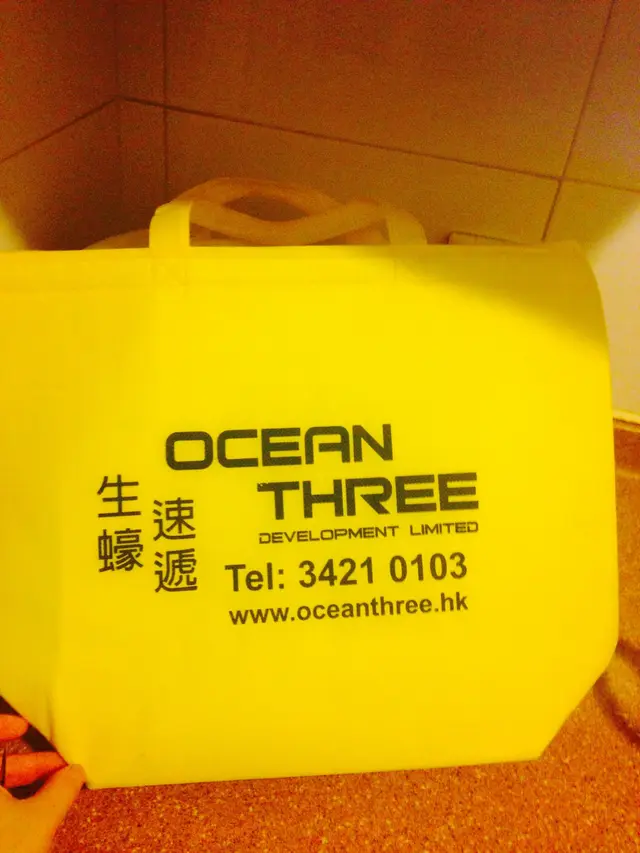 OCEAN
THREE
DEVELOPMENT LIMITED
生蠔
速遞
Tel: 3421 0103
www.oceanthree.hk